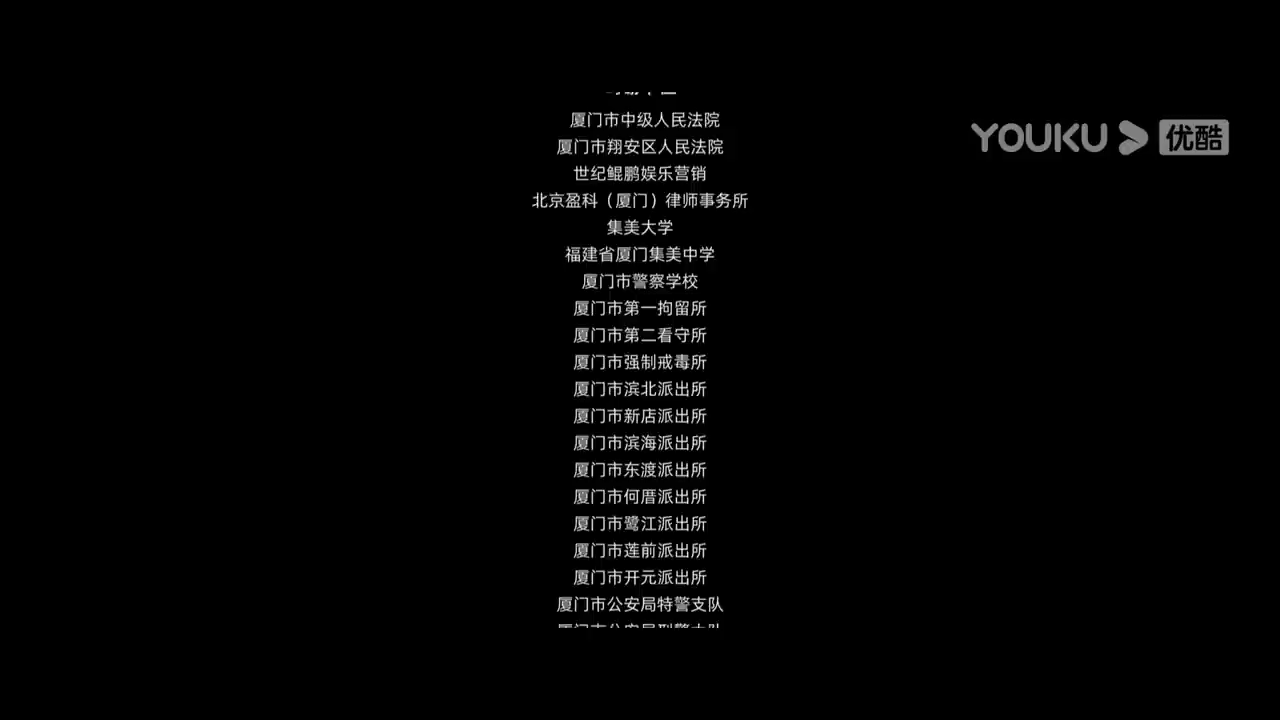 厦门市中级人民法院
YOUKU 优酷
厦门市翔安区人民法院
世纪鲲鹏娱乐营销
北京盈科（厦门）律师事务所
集美大学
福建省厦门集美中学
厦门市警察学校
厦门市第一拘留所
厦门市第二看守所
厦门市强制戒毒所
厦门市滨北派出所
厦门市新店派出所
厦门市滨海派出所
厦门市东渡派出所
厦门市何厝派出所
厦门市鹭江派出所
厦门市莲前派出所
厦门市开元派出所
厦门市公安局特警支队